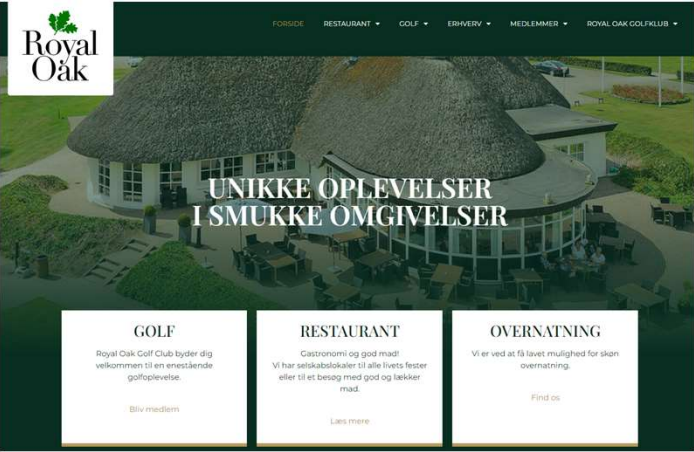 Royal
Oak
FORSIDE RESTAURANT GOLF ERHVERV MEDLEMMER ROYAL OAK GOLFKLUB
UNIKKE OPLEVELSER
I SMUKKE OMGIVELSER
GOLF
Royal Oak Golf Club byder dig
velkommen til en enestående
golfoplevelse.
Bliv medlem
RESTAURANT
Gastronomi og god mad!
Vi har selskabslokaler til alle livets fester
eller til et besøg med god og lækker
mad.
Læs mere
OVERNATNING
Vi er ved at få lavet mulighed for skøn
overnatning.
Find os